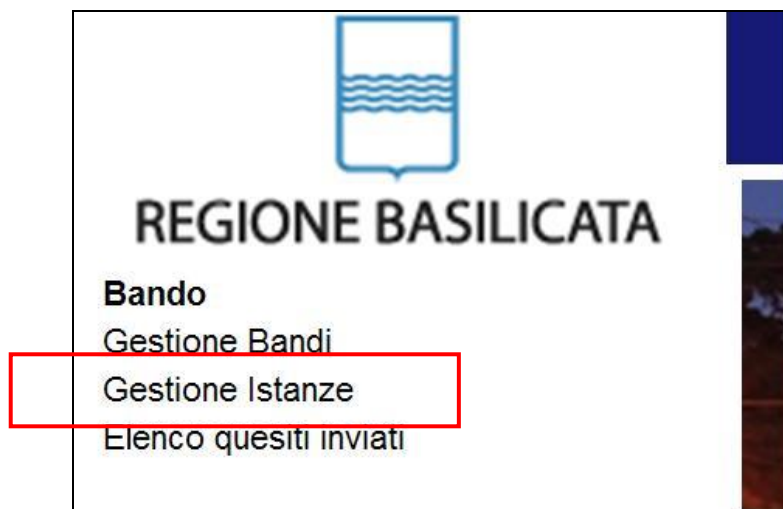 REGIONE BASILICATA
Bando
Gestione Bandi
Gestione Istanze
Elenco quesiti inviati